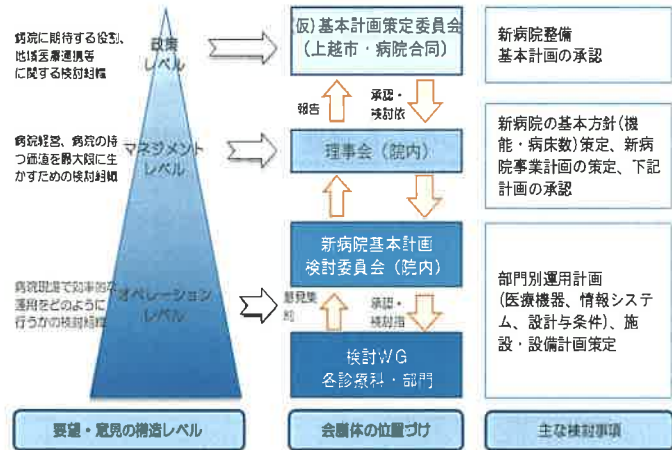 病院に期待する役割、
地域医療連携等
に関する検討組織
政策
レベル
(仮)基本計画策定委員会
(上越市・病院合同)
新病院整備
基本計画の承認
報告
承認・
検討依
病院経営、病院の持
つ価値を最大限に生
かすための検討組織
マネジメント
レベル
理事会(院内)
新病院の基本方針(機
能・病床数)策定、新病
院事業計画の策定、下記
計画の承認
新病院基本計画
検討委員会(院内)
病院現場で効率的な
運用をどのように
行うかの検討組織
オペレーション
レベル
意見集
約
承認・
検討指
検討WG
各診療科・部門
部門別運用計画
(医療機器、情報システ
ム、設計与条件)、施
設・設備計画策定
要望・意見の構造レベル
会議体の位置づけ
主な検討事項